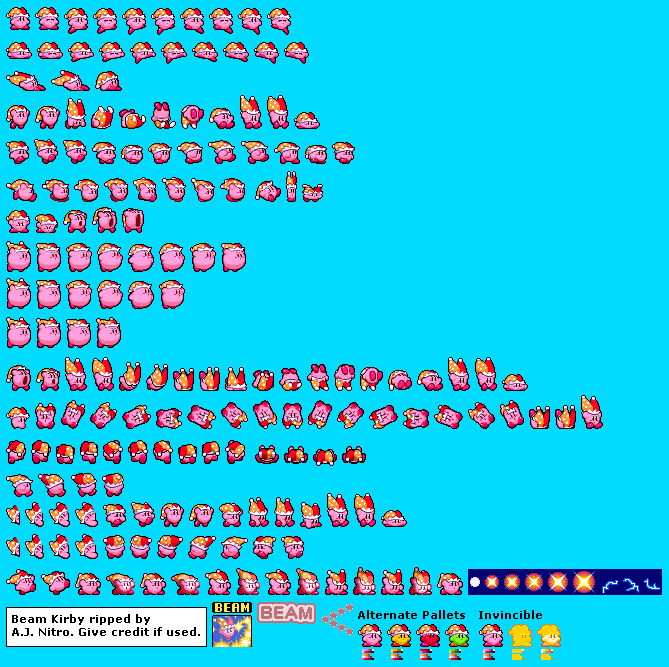 Beam Kirby ripped by
A.J. Nitro. Give credit if used.
BEAM
BEAM
Alternate Pallets
Invincible